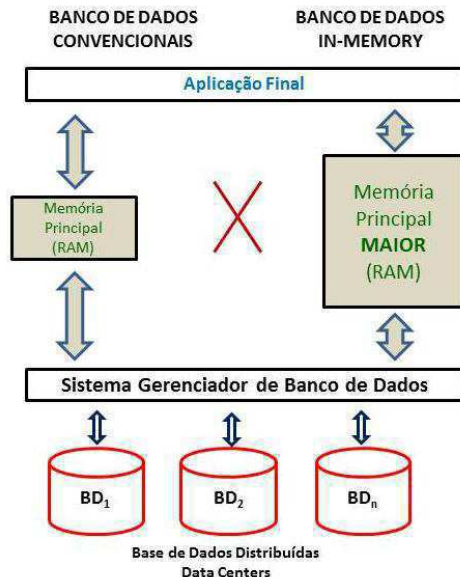 BANCO DE DADOS
CONVENCIONAIS
BANCO DE DADOS
IN-MEMORY
Aplicação Final
Memória
Principal
(RAM)
Memória
Principal
MAIOR
(RAM)
Sistema Gerenciador de Banco de Dados
BD1
BD2
BDn
Base de Dados Distribuídas
Data Centers